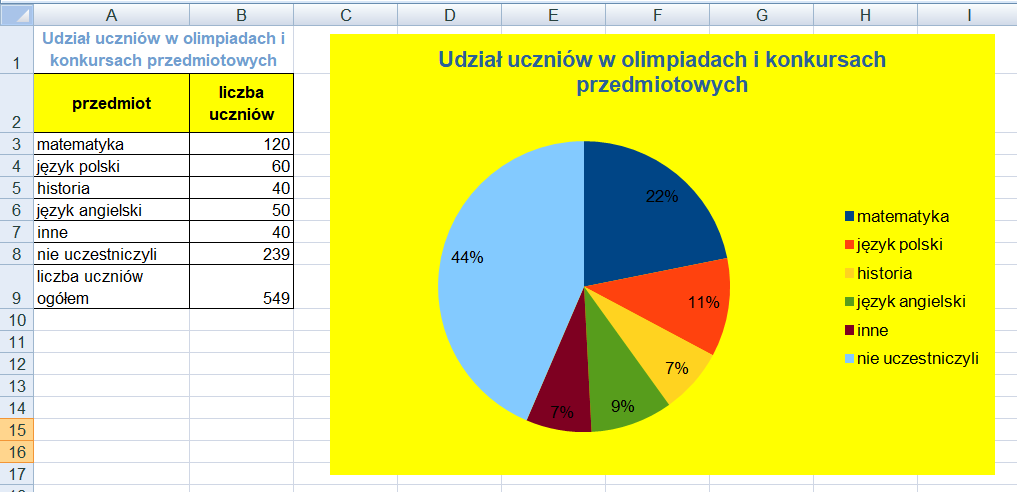 A B C D E F G H I
1 Udział uczniów w olimpiadach i
konkursach przedmiotowych
2 przedmiot liczba
uczniów
3 matematyka 120
4 język polski 60
5 historia 40
6 język angielski 50
7 inne 40
8 nie uczestniczyli 239
9 liczba uczniów
ogółem 549
10
11
12
13
14
15
16
17
Udział uczniów w olimpiadach i konkursach
przedmiotowych
22%
44%
11%
7%
9%
7%
matematyka
język polski
historia
język angielski
inne
nie uczestniczyli